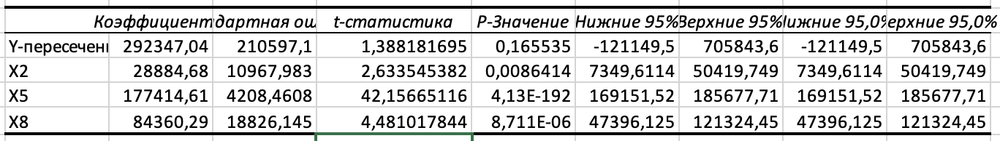 Коэффициент дартная ош t-статистика P-Значение Нижние 95% Верхние 95% Нижние 95,0% ерхние 95,0%
Y-пересечен 292347,04 210597,1 1,388181695 0,165535 -121149,5 705843,6 -121149,5 705843,6
X2 28884,68 10967,983 2,633545382 0,0086414 7349,6114 50419,749 7349,6114 50419,749
X5 177414,61 4208,4608 42,15665116 4,13E-192 169151,52 185677,71 169151,52 185677,71
X8 84360,29 18826,145 4,481017844 8,711E-06 47396,125 121324,45 47396,125 121324,45